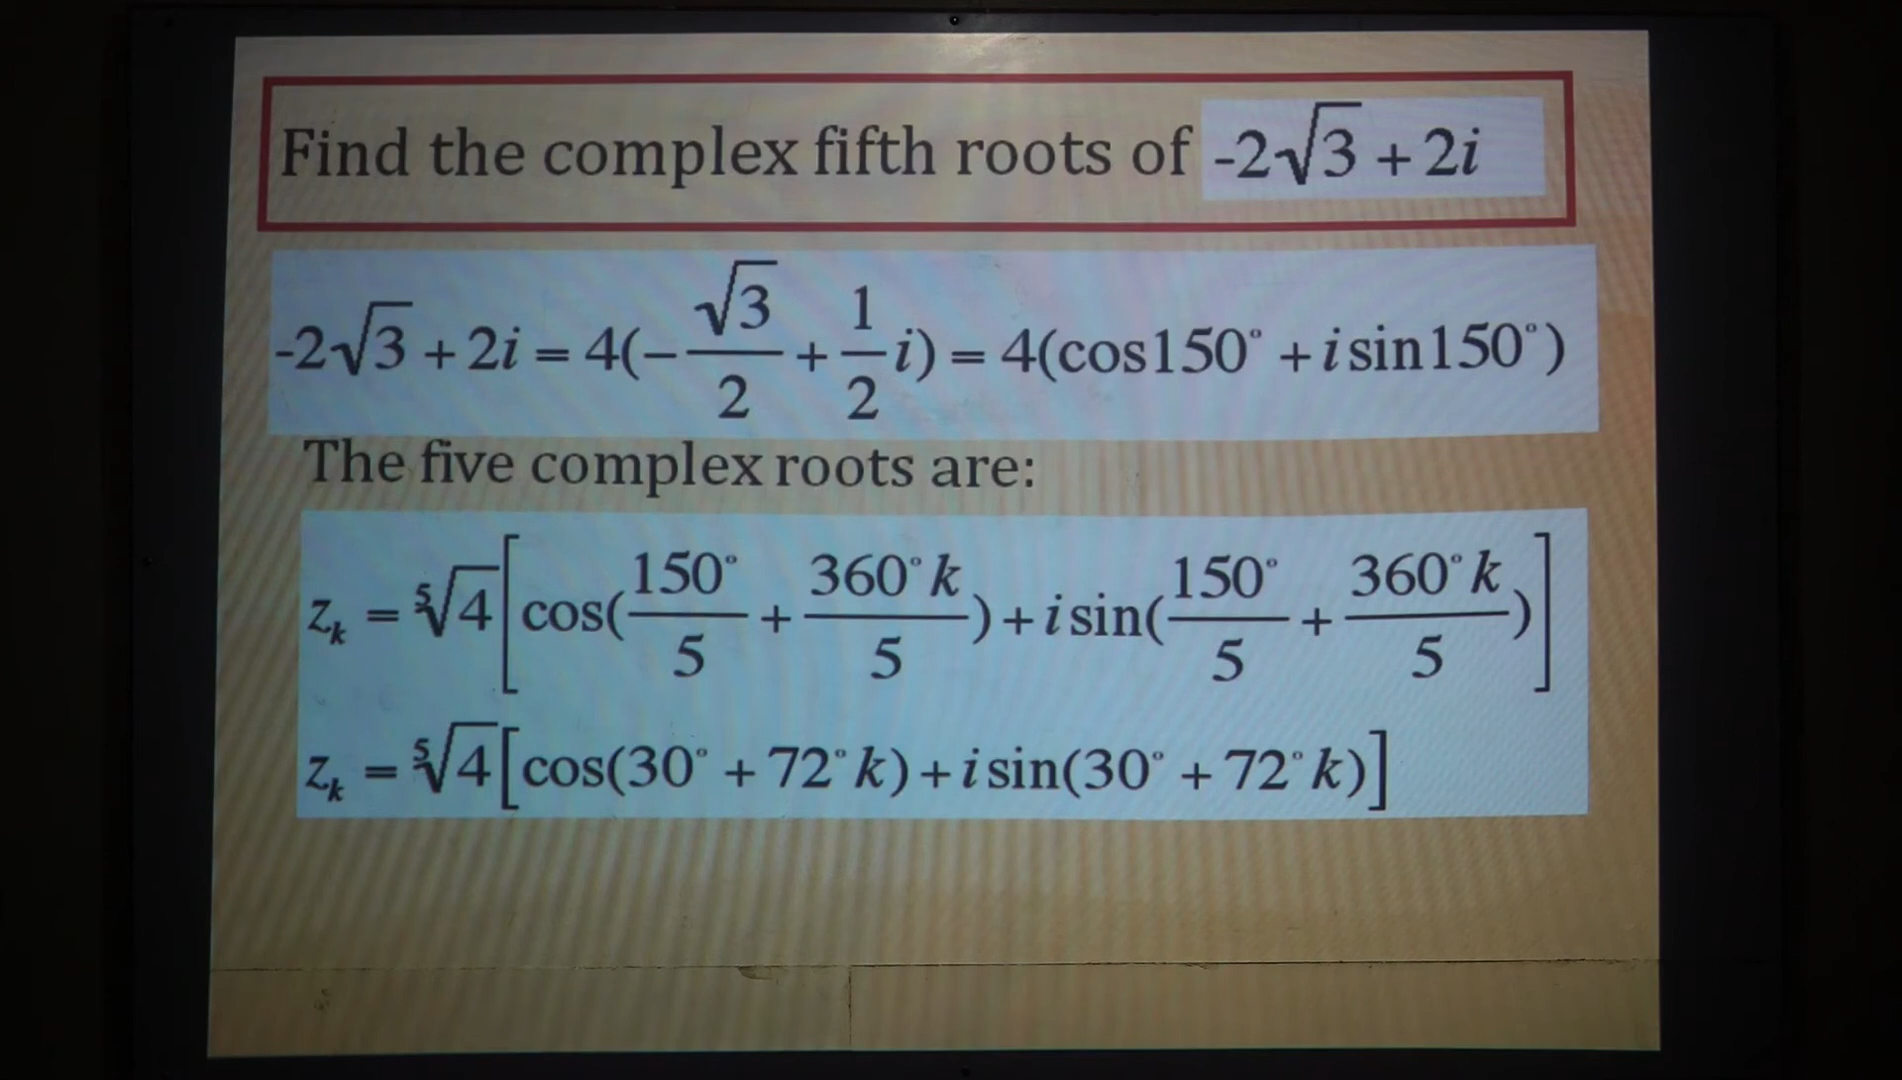 Find the complex fifth roots of -2√3 + 2i
-2√3 + 2i = 4(-√3/2 + 1/2 i) = 4(cos150° + i sin150°)
The five complex roots are:
z_k = ⁵√4[cos(150°/5 + 360°k/5) + i sin(150°/5 + 360°k/5)]
z_k = ⁵√4[cos(30° + 72°k) + i sin(30° + 72°k)]